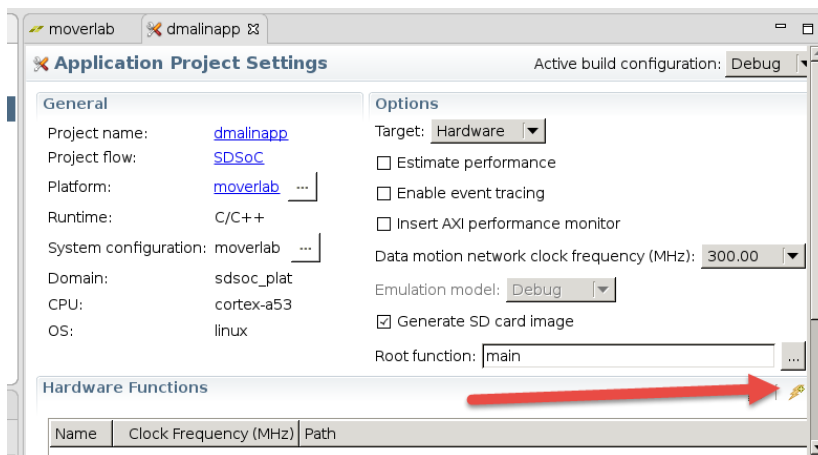 moverlab dmalinapp
Application Project Settings Active build configuration: Debug
General
Project name: dmalinapp
Project flow: SDSoC
Platform: moverlab ...
Runtime: C/C++
System configuration: moverlab ...
Domain: sdsoc_plat
CPU: cortex-a53
OS: linux
Options
Target: Hardware
Estimate performance
Enable event tracing
Insert AXI performance monitor
Data motion network clock frequency (MHz): 300.00
Emulation model: Debug
Generate SD card image
Root function: main ...
Hardware Functions
Name Clock Frequency (MHz) Path